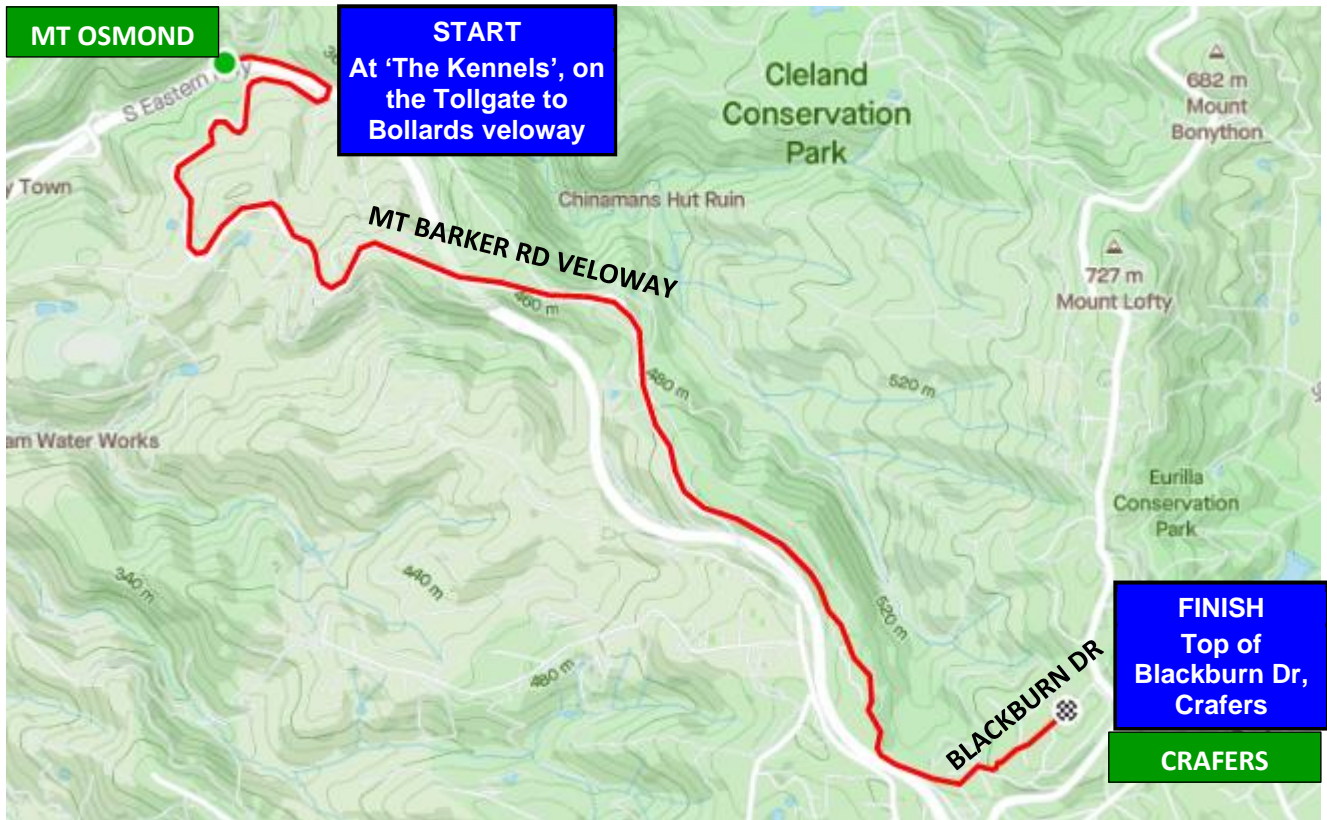 MT OSMOND
START
At ‘The Kennels’, on
the Tollgate to
Bollards veloway
S Eastern
Cleland
Conservation
Park
682 m
Mount
Bonython
y Town
Chinamans Hut Ruin
MT BARKER RD VELOWAY
727 m
Mount Lofty
460 m
480 m
520 m
am Water Works
Eurilla
Conservation
Park
340 m
440 m
520 m
480 m
BLACKBURN DR
FINISH
Top of
Blackburn Dr,
Crafers
CRAFERS